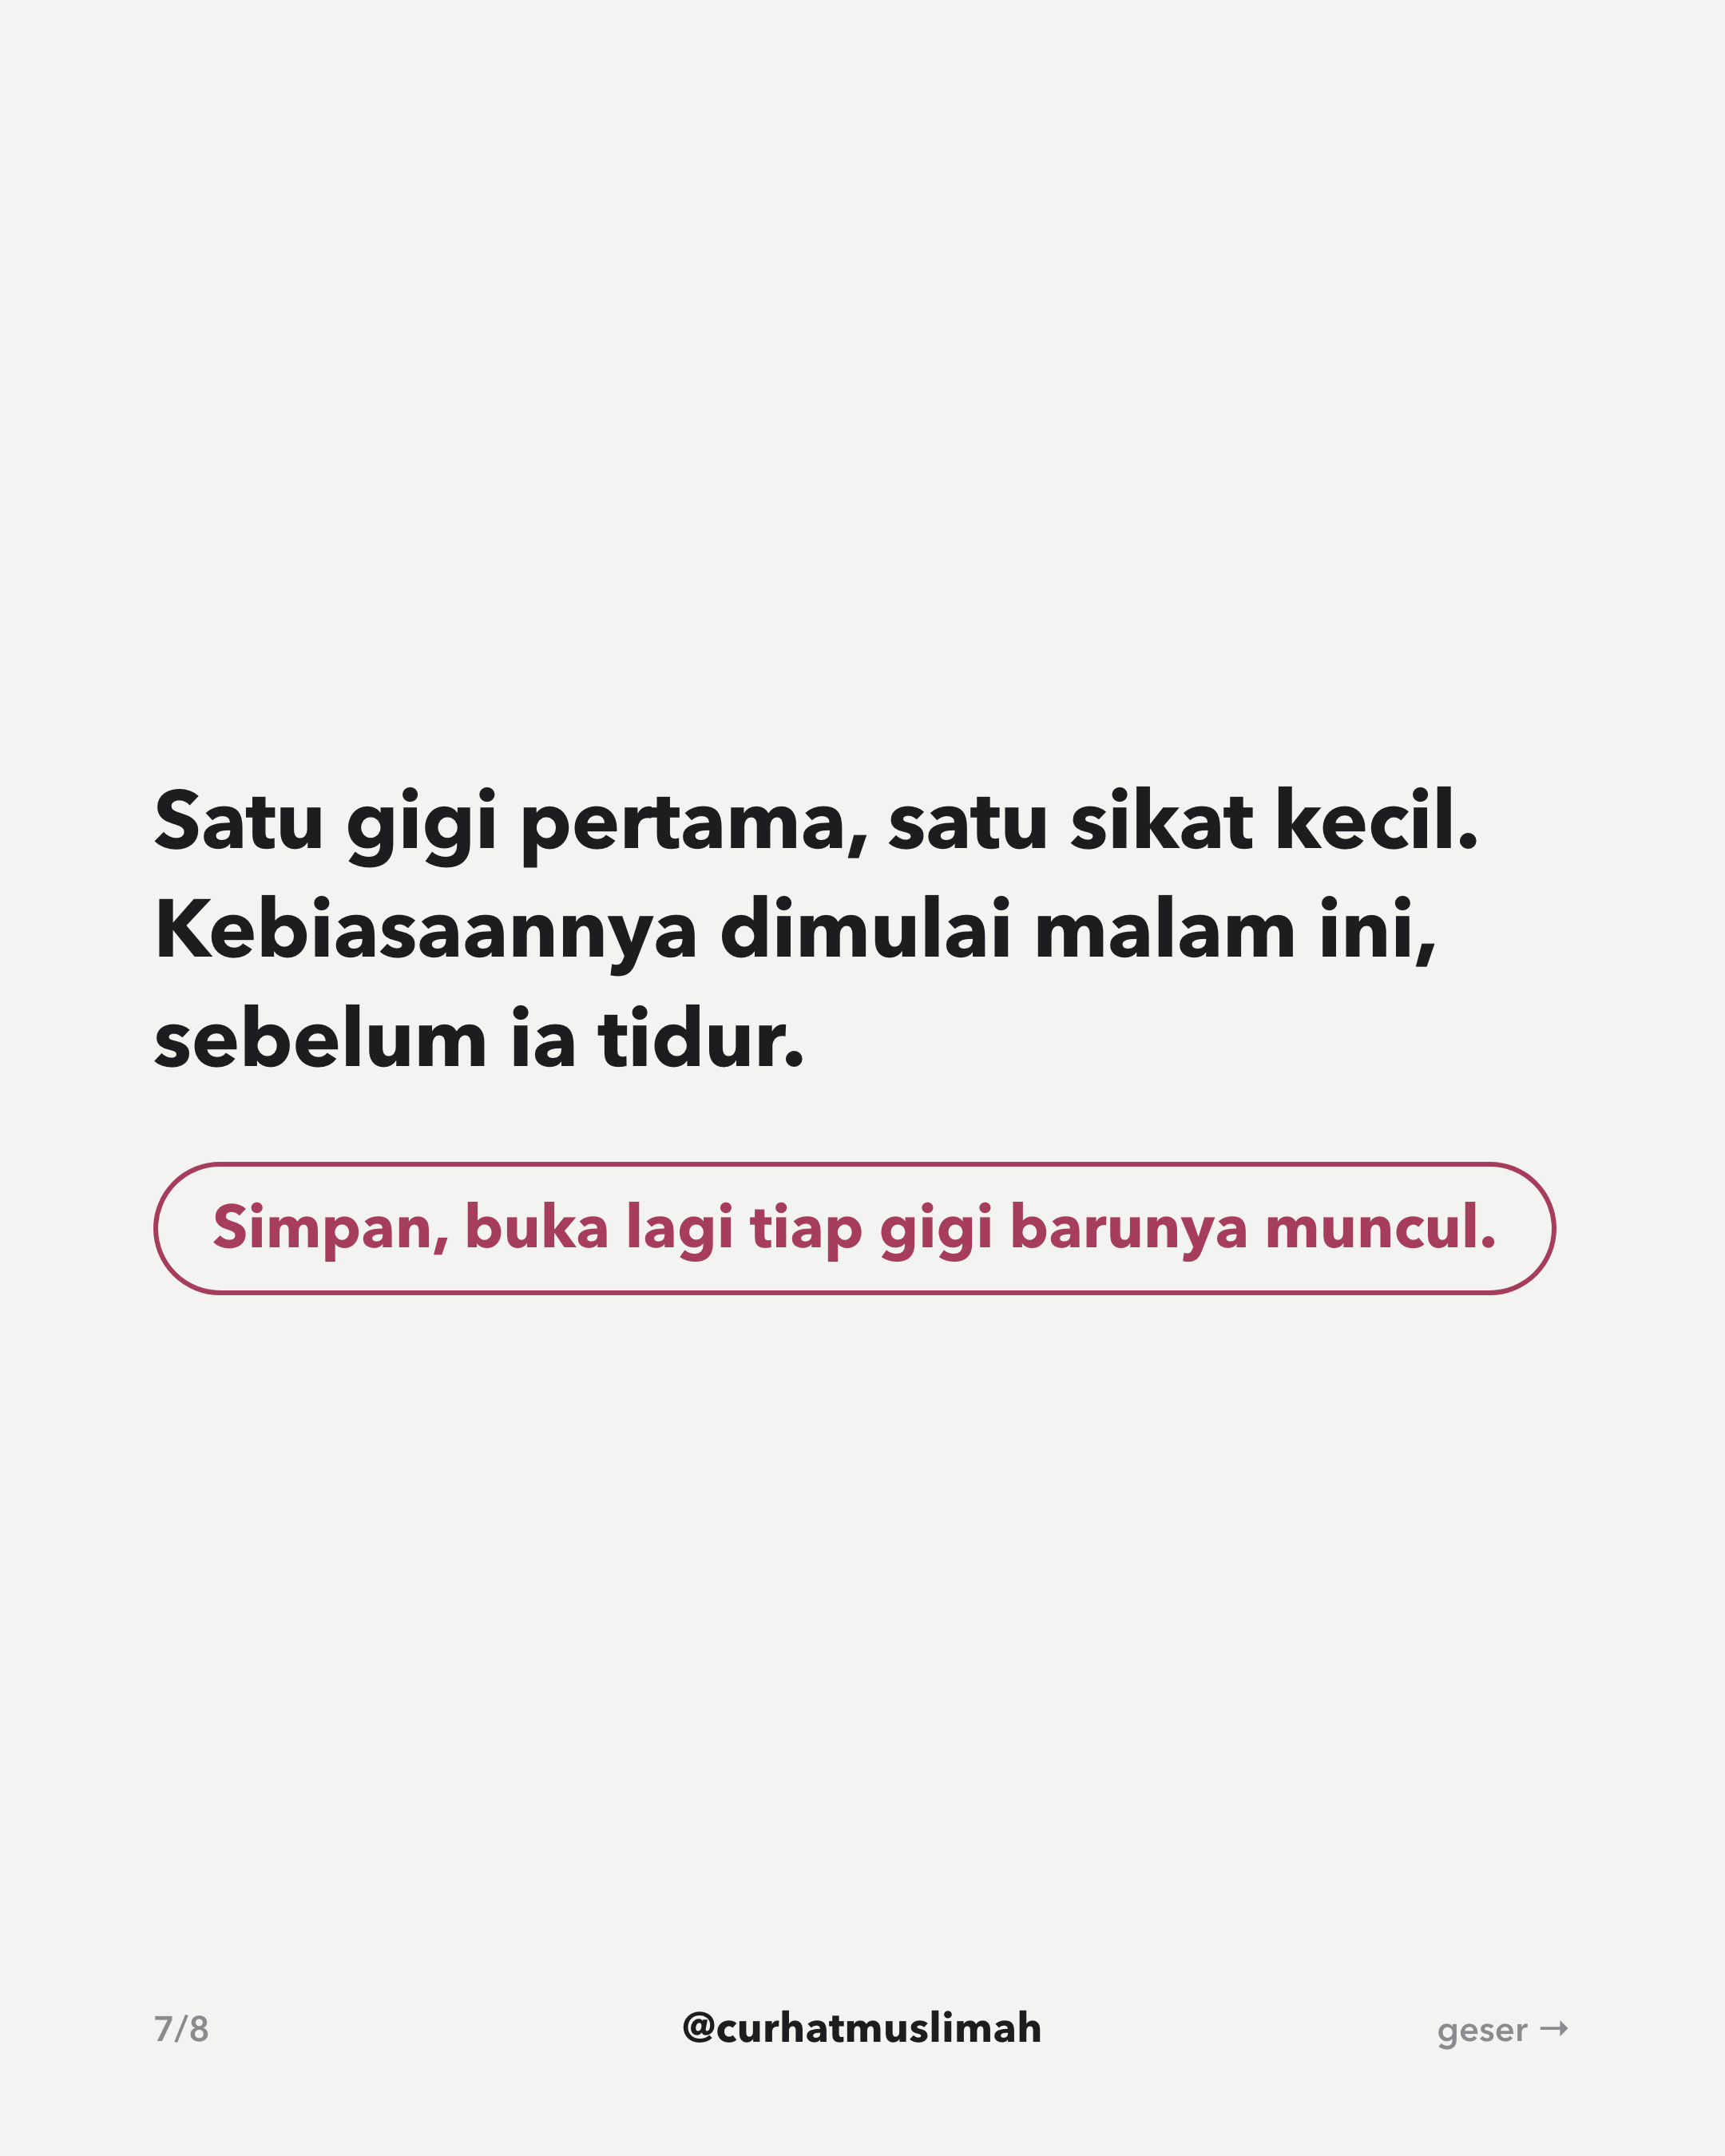 Satu gigi pertama, satu sikat kecil.
Kebiasaannya dimulai malam ini,
sebelum ia tidur.
Simpan, buka lagi tiap gigi barunya muncul.
7/8
@curhatmuslimah
geser →